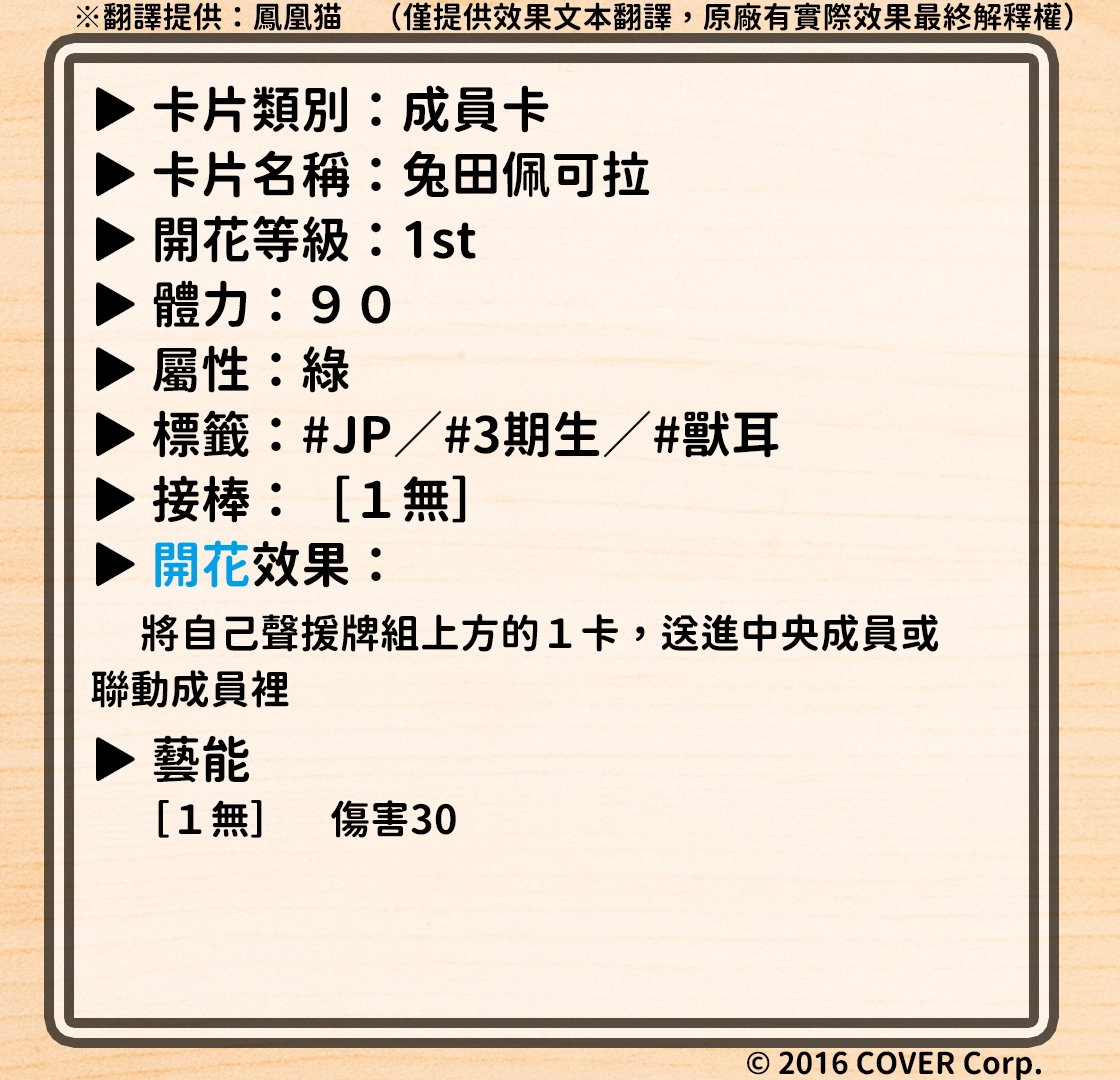 ※翻譯提供：鳳凰猫　（僅提供效果文本翻譯，原廠有實際效果最終解釋權）
▶ 卡片類別：成員卡
▶ 卡片名稱：兔田佩可拉
▶ 開花等級：1st
▶ 體力：９０
▶ 屬性：綠
▶ 標籤：#JP／#3期生／#獸耳
▶ 接棒：［１無］
▶ 開花效果：
將自己聲援牌組上方的１卡，送進中央成員或
聯動成員裡
▶ 藝能
［１無］　傷害30
© 2016 COVER Corp.